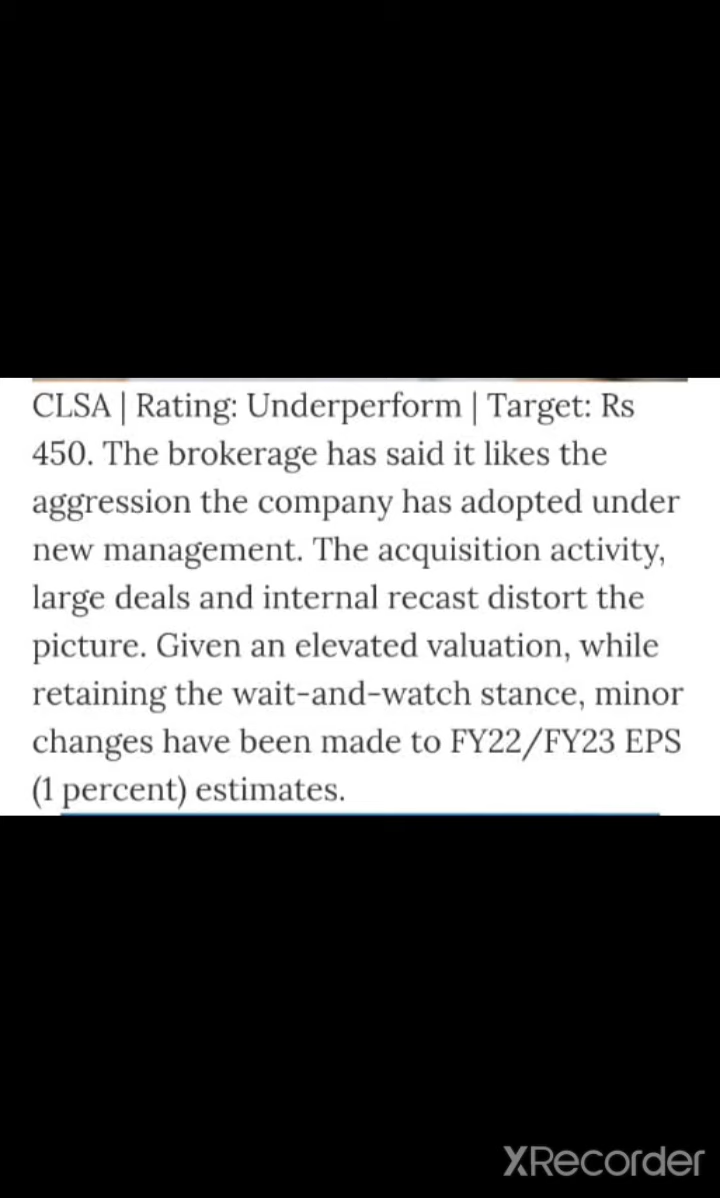 CLSA | Rating: Underperform | Target: Rs
450. The brokerage has said it likes the
aggression the company has adopted under
new management. The acquisition activity,
large deals and internal recast distort the
picture. Given an elevated valuation, while
retaining the wait-and-watch stance, minor
changes have been made to FY22/FY23 EPS
(1 percent) estimates.
XRecorder